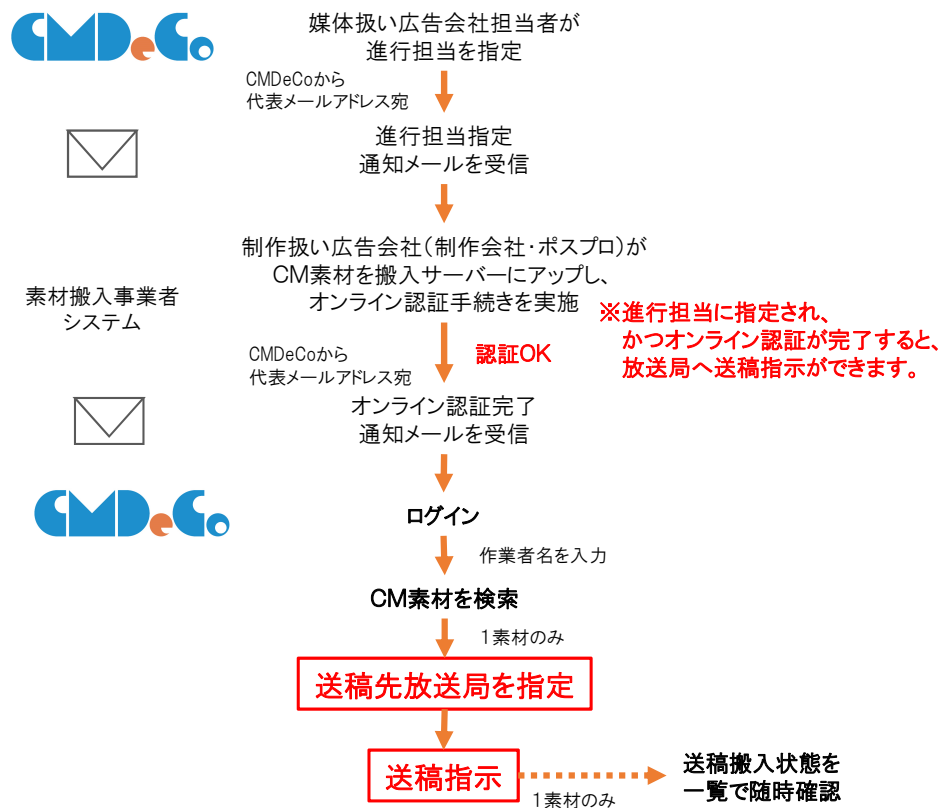 CMDeCo
媒体扱い広告会社担当者が
進行担当を指定
CMDeCoから
代表メールアドレス宛
進行担当指定
通知メールを受信
制作扱い広告会社（制作会社・ポスプロ）が
CM素材を搬入サーバーにアップし、
オンライン認証手続きを実施
素材搬入事業者
システム
※進行担当に指定され、
かつオンライン認証が完了すると、
放送局へ送稿指示ができます。
認証OK
CMDeCoから
代表メールアドレス宛
オンライン認証完了
通知メールを受信
CMDeCo
ログイン
作業者名を入力
CM素材を検索
1素材のみ
送稿先放送局を指定
送稿指示
1素材のみ
送稿搬入状態を
一覧で随時確認